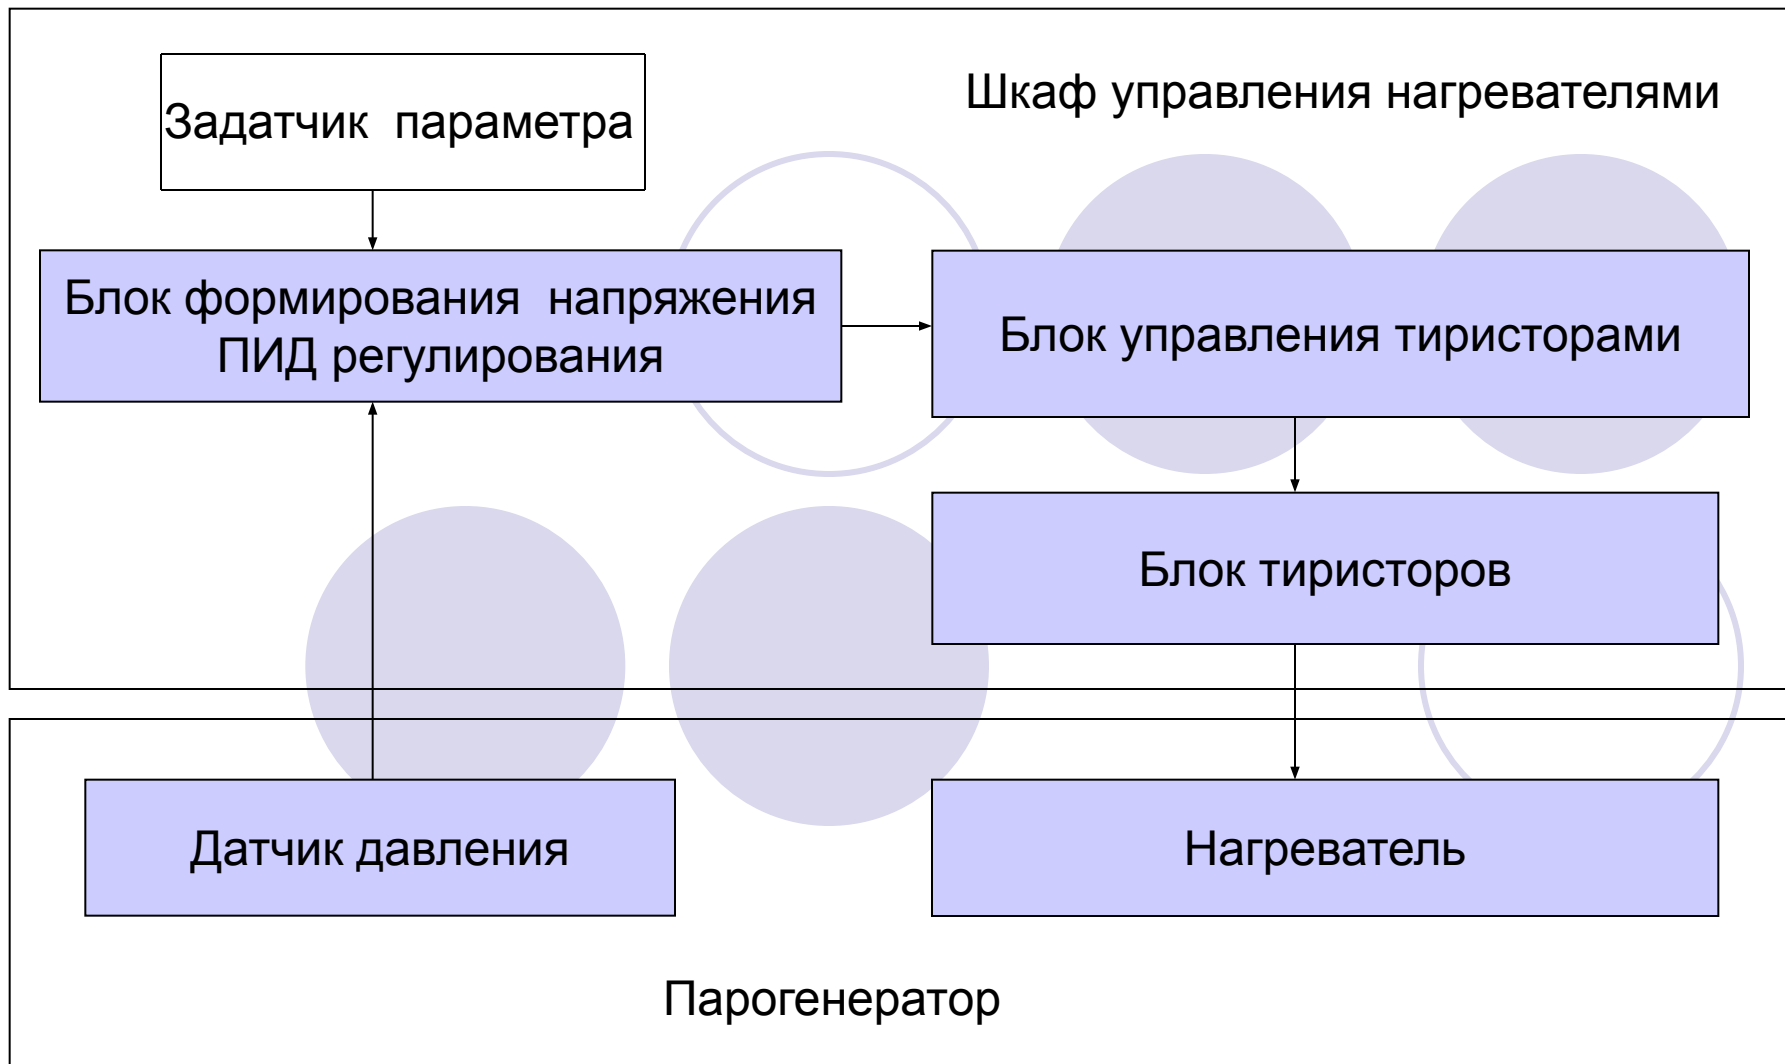 Шкаф управления нагревателями
Задатчик параметра
Блок формирования напряжения
ПИД регулирования
Блок управления тиристорами
Блок тиристоров
Датчик давления
Нагреватель
Парогенератор